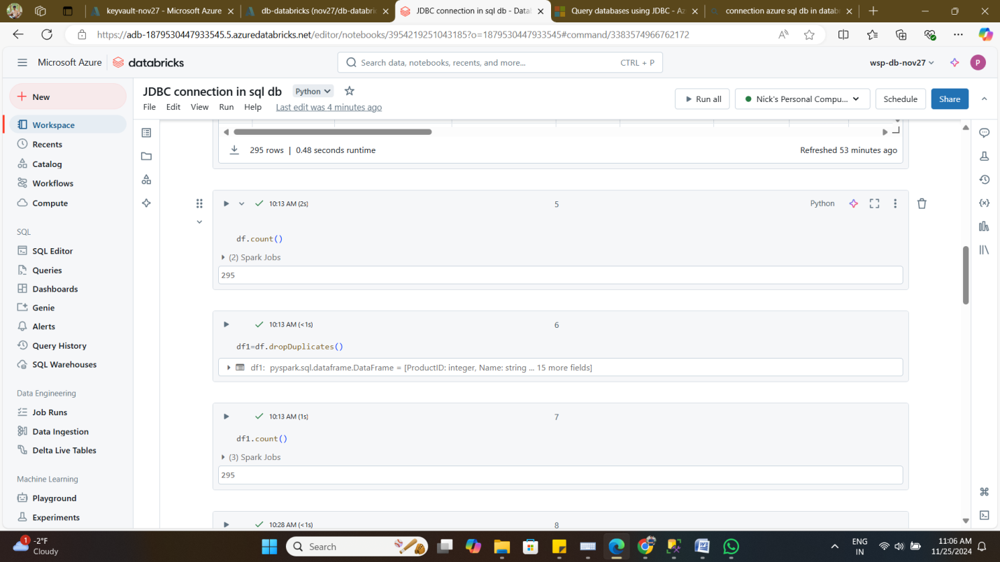 keyvault-nov27 - Microsoft Azure
db-databricks (nov27/db-databri
JDBC connection in sql db - Data
Query databases using JDBC - Az
connection azure sql db in datab
https://adb-1879530447933545.5.azuredatabricks.net/editor/notebooks/3954219251043185?o=1879530447933545#command/3383574966762172
Microsoft Azure
databricks
Search data, notebooks, recents, and more...
CTRL + P
wsp-db-nov27
P
New
Workspace
Recents
Catalog
Workflows
Compute
SQL
SQL Editor
Queries
Dashboards
Genie
Alerts
Query History
SQL Warehouses
Data Engineering
Job Runs
Data Ingestion
Delta Live Tables
Machine Learning
Playground
Experiments
JDBC connection in sql db
Python
File Edit View Run Help Last edit was 4 minutes ago
Run all
Nick's Personal Compu...
Schedule
Share
295 rows | 0.48 seconds runtime
Refreshed 53 minutes ago
10:13 AM (2s)
5
Python
df.count()
(2) Spark Jobs
295
10:13 AM (<1s)
6
df1=df.dropDuplicates()
df1: pyspark.sql.dataframe.DataFrame = [ProductID: integer, Name: string ... 15 more fields]
10:13 AM (1s)
7
df1.count()
(3) Spark Jobs
295
10:28 AM (<1s)
8
1
-2°F
Cloudy
Search
ENG
IN
11:06 AM
11/25/2024